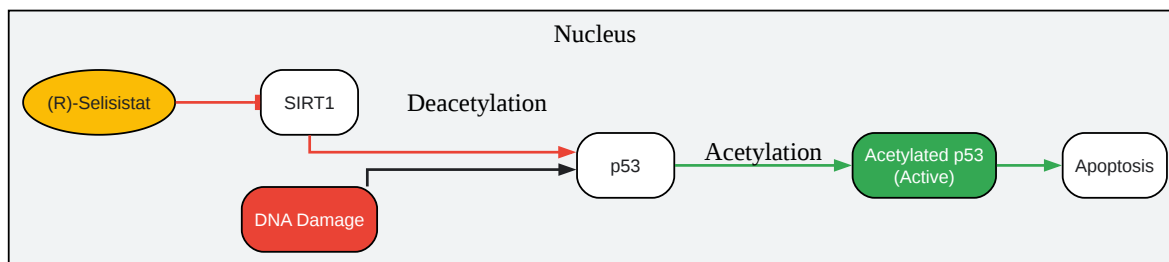 Nucleus
(R)-Selisistat
SIRT1
Deacetylation
DNA Damage
p53
Acetylation
Acetylated p53
(Active)
Apoptosis